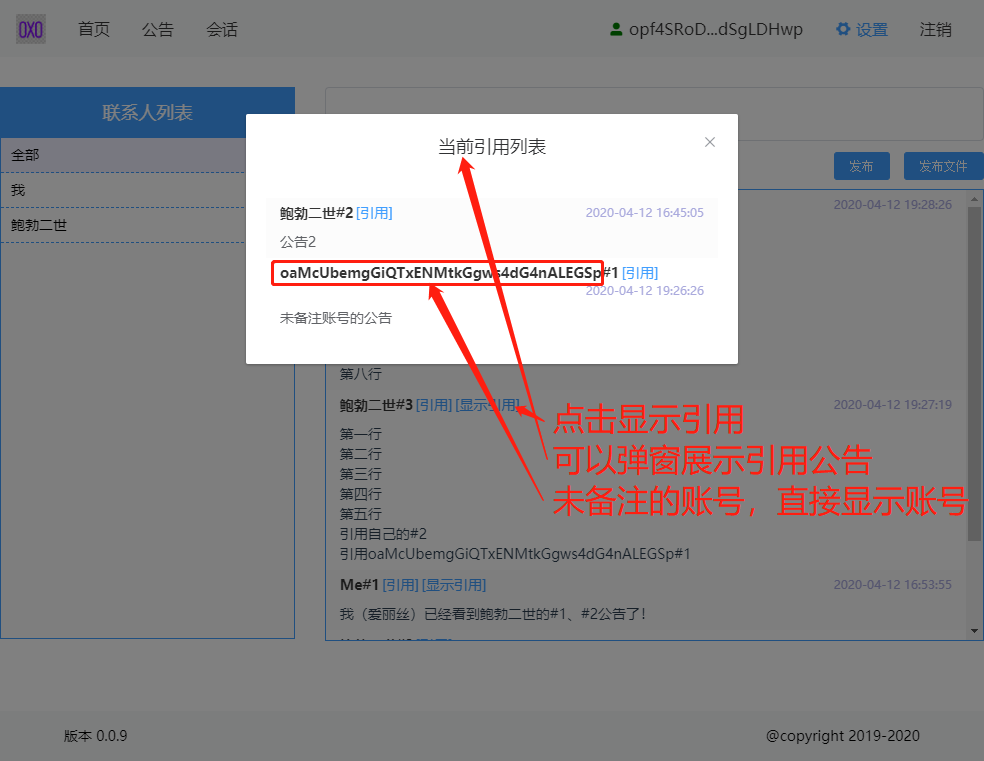 OXO 首页 公告 会话 opf4SRoD...dSgLDHwp 设置 注销
联系人列表
全部
我
鲍勃二世
发布 发布文件
2020-04-12 19:28:26
当前引用列表
鲍勃二世#2 [引用] 2020-04-12 16:45:05
公告2
oaMcUbemgGiQTxENMtkGgws4dG4nALEGSp#1 [引用]
2020-04-12 19:26:26
未备注账号的公告
第八行
鲍勃二世#3 [引用] [显示引用] 2020-04-12 19:27:19
第一行
第二行
第三行
第四行
第五行
引用自己的#2
引用oaMcUbemgGiQTxENMtkGgws4dG4nALEGSp#1
点击显示引用
可以弹窗展示引用公告
未备注的账号，直接显示账号
Me#1 [引用] [显示引用] 2020-04-12 16:53:55
我（爱丽丝）已经看到鲍勃二世的#1、#2公告了！
版本 0.0.9 @copyright 2019-2020